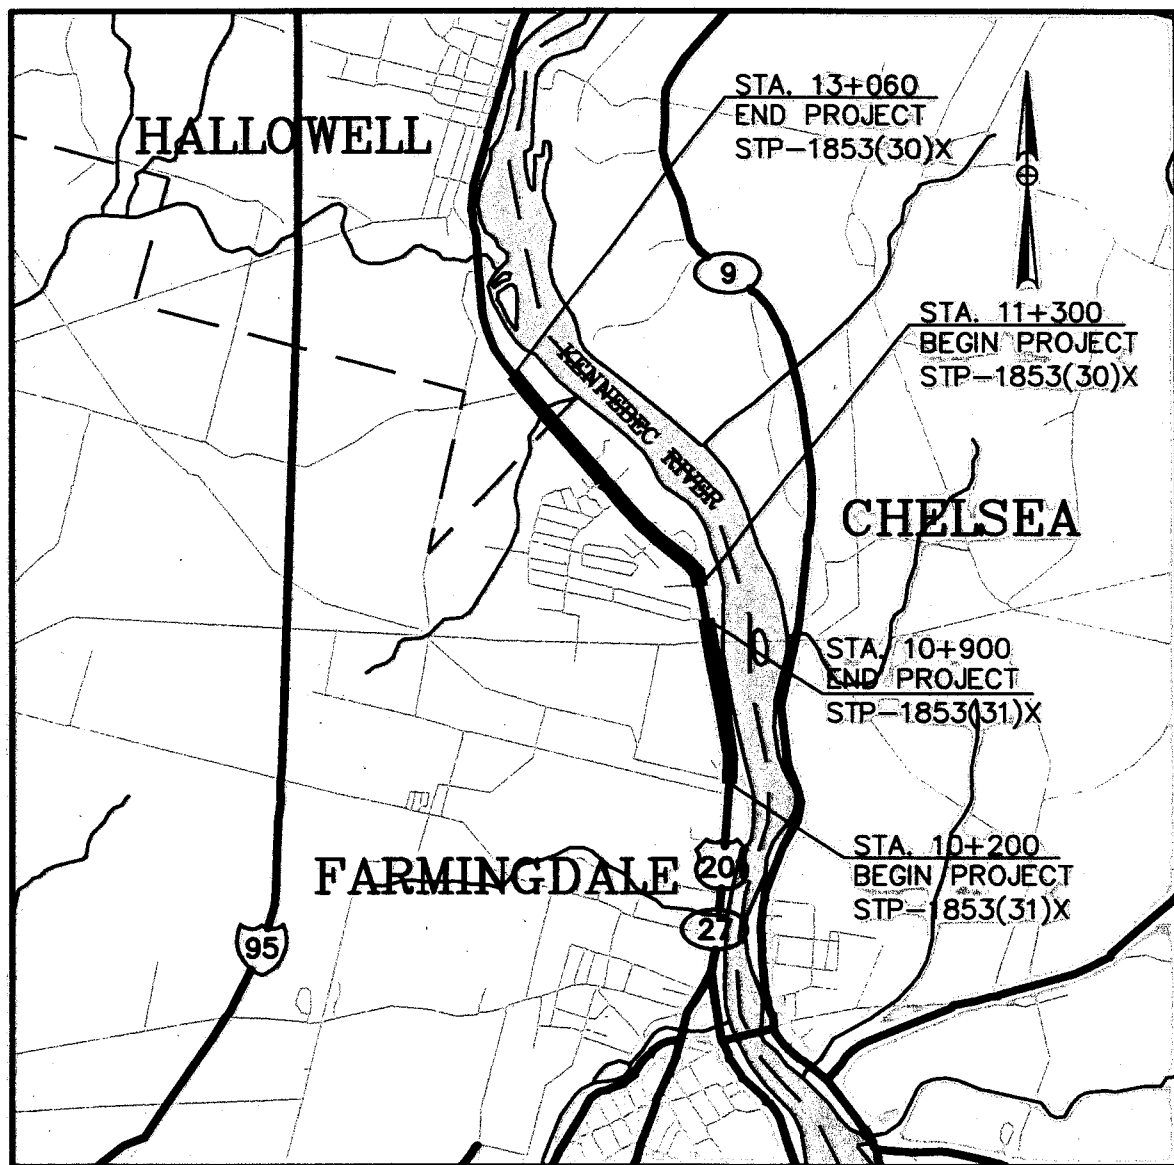 STA. 13+060
END PROJECT
STP-1853(30)X
HALLOWELL
9
STA. 11+300
BEGIN PROJECT
STP-1853(30)X
KENNEBEC RIVER
CHELSEA
STA. 10+900
END PROJECT
STP-1853(31)X
STA. 10+200
BEGIN PROJECT
STP-1853(31)X
FARMINGDALE
20
27
95